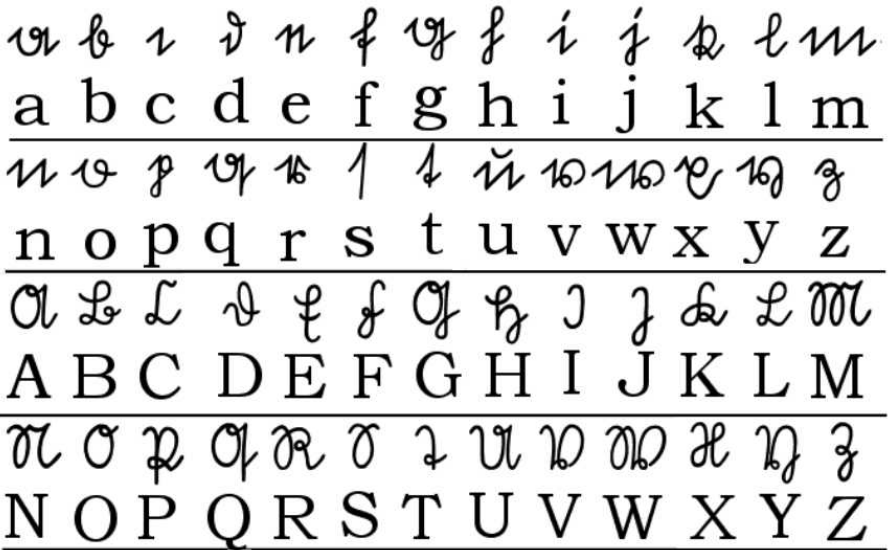 a b c d e f g h i j k l m
a b c d e f g h i j k l m
n o p q r s t u v w x y z
n o p q r s t u v w x y z
A B C D E F G H I J K L M
A B C D E F G H I J K L M
N O P Q R S T U V W X Y Z
N O P Q R S T U V W X Y Z